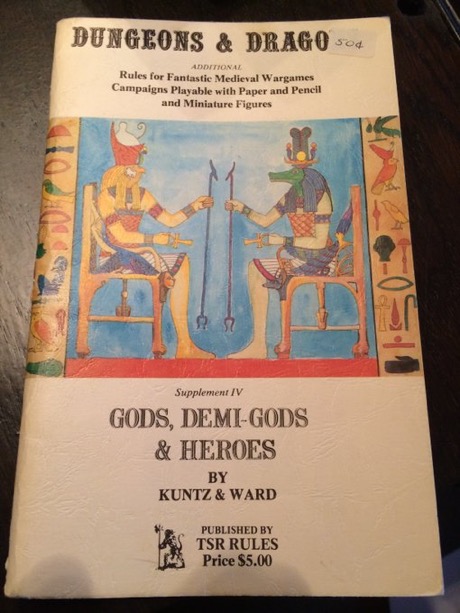 DUNGEONS & DRAGO
50¢
ADDITIONAL
Rules for Fantastic Medieval Wargames
Campaigns Playable with Paper and Pencil
and Miniature Figures
Supplement IV
GODS, DEMI-GODS
& HEROES
BY
KUNTZ & WARD
PUBLISHED BY
TSR RULES
Price $5.00